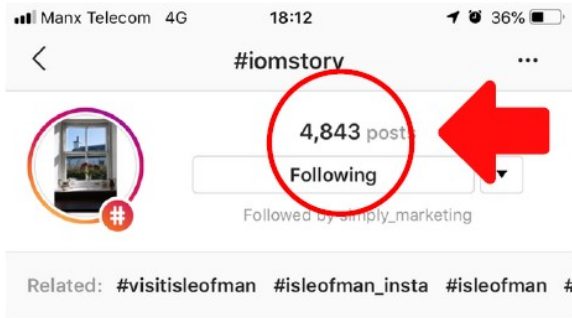 Manx Telecom 4G 18:12 36%
#iomstory
4,843 posts
Following
Followed by simply_marketing
#
Related: #visitisleofman #isleofman_insta #isleofman #